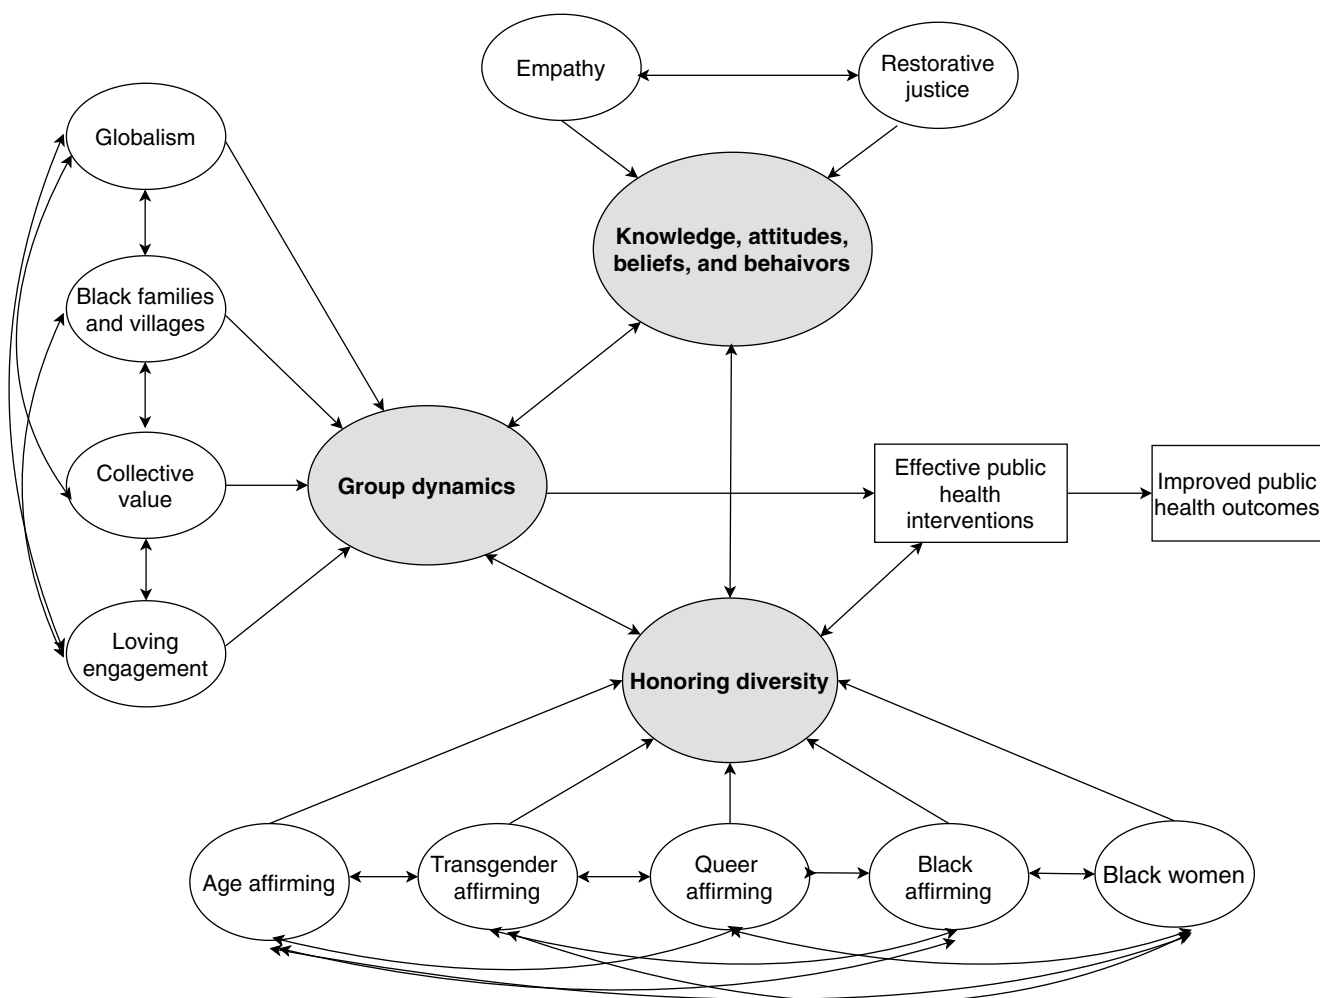 Empathy
Restorative
justice
Globalism
Knowledge, attitudes,
beliefs, and behaivors
Black families
and villages
Collective
value
Group dynamics
Effective public
health
interventions
Improved public
health outcomes
Loving
engagement
Honoring diversity
Age affirming
Transgender
affirming
Queer
affirming
Black
affirming
Black women